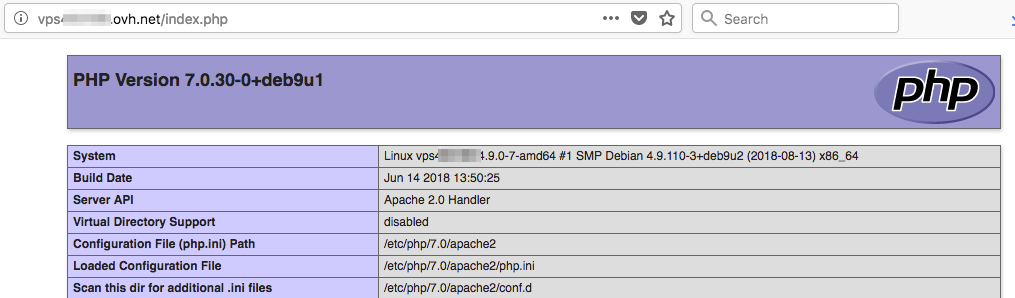 vps4 .ovh.net/index.php
Search
PHP Version 7.0.30-0+deb9u1
php
System Linux vps4 4.9.0-7-amd64 #1 SMP Debian 4.9.110-3+deb9u2 (2018-08-13) x86_64
Build Date Jun 14 2018 13:50:25
Server API Apache 2.0 Handler
Virtual Directory Support disabled
Configuration File (php.ini) Path /etc/php/7.0/apache2
Loaded Configuration File /etc/php/7.0/apache2/php.ini
Scan this dir for additional .ini files /etc/php/7.0/apache2/conf.d